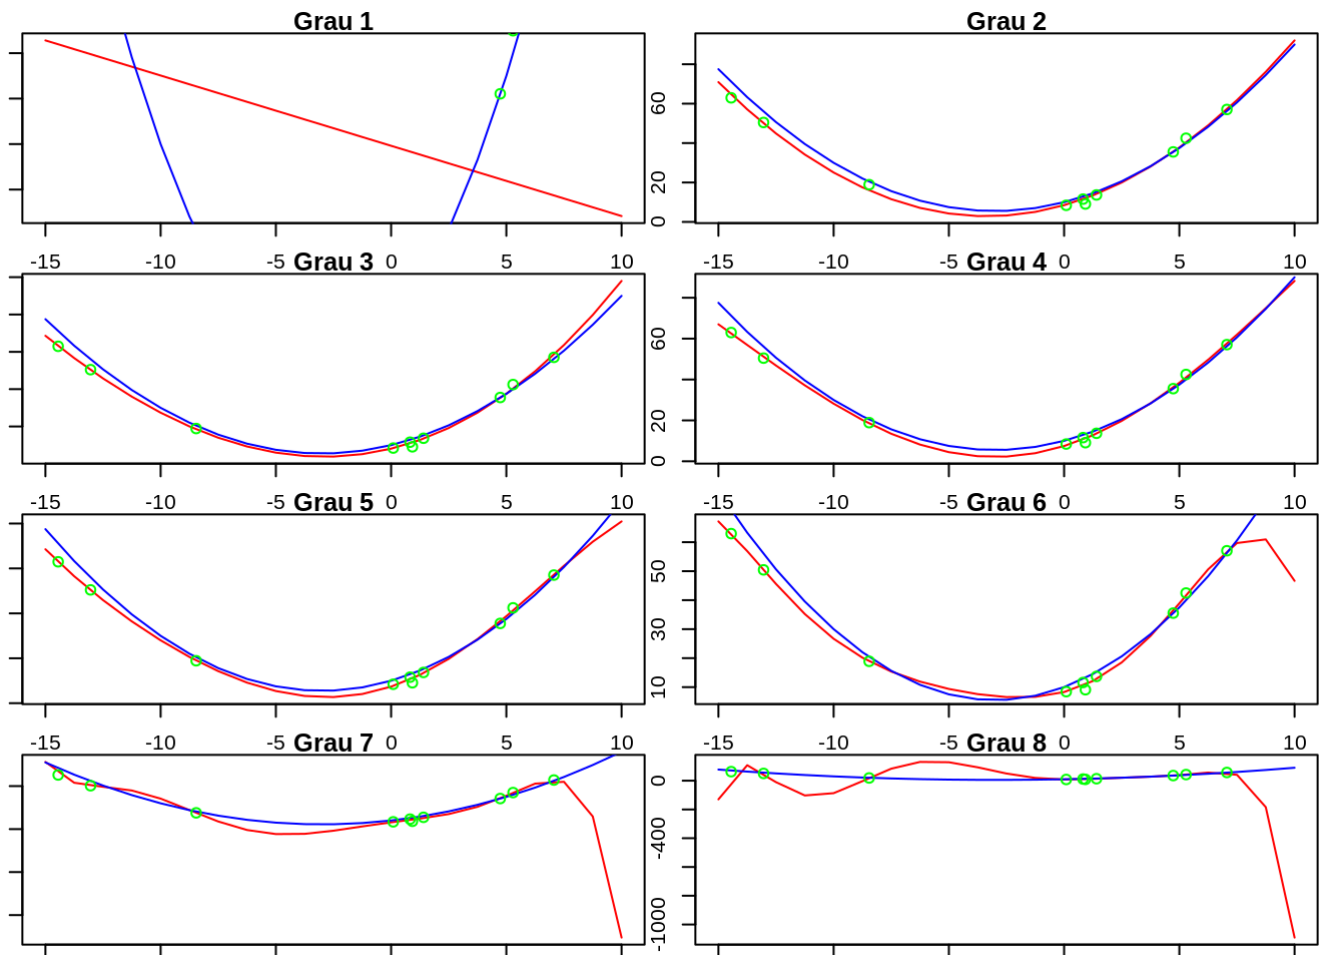 Grau 1
Grau 2
60
20
0
-15 -10 -5 Grau 3 0 5 10
-15 -10 -5 Grau 4 0 5 10
60
20
0
-15 -10 -5 Grau 5 0 5 10
-15 -10 -5 Grau 6 0 5 10
50
30
10
-15 -10 -5 Grau 7 0 5 10
-15 -10 -5 Grau 8 0 5 10
0
-400
-1000